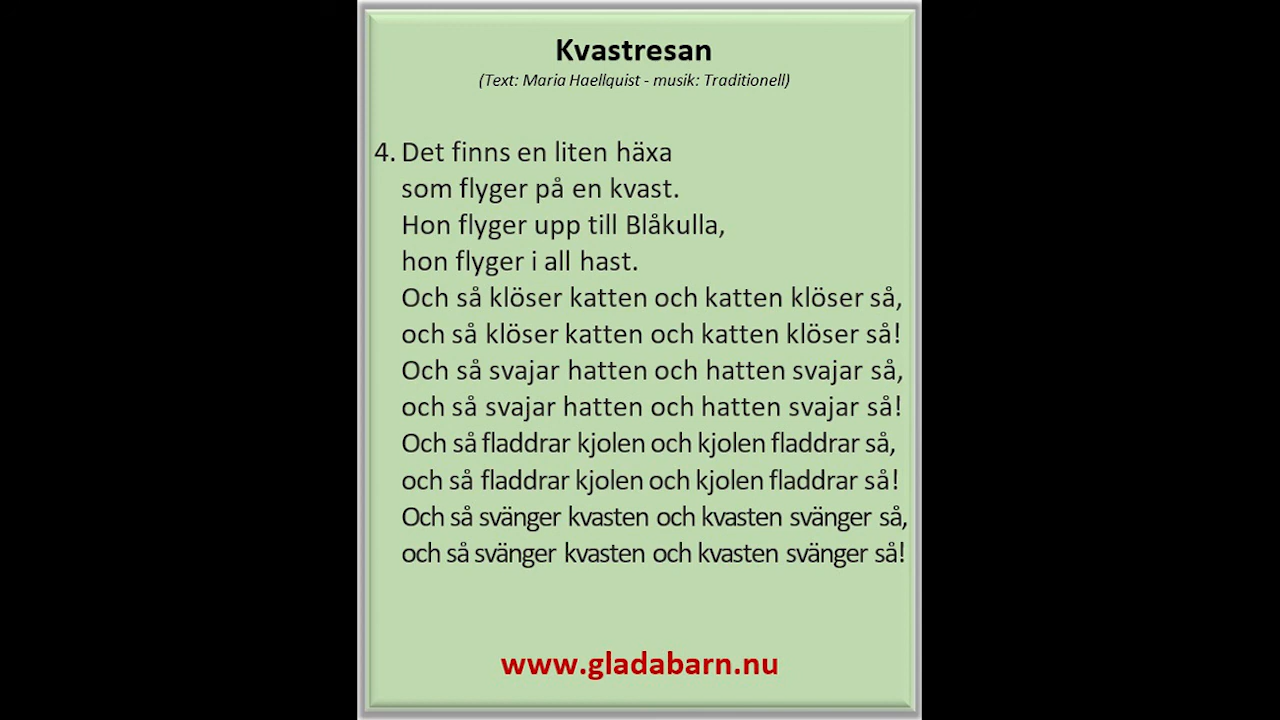 Kvastresan
(Text: Maria Haellquist - musik: Traditionell)
4. Det finns en liten häxa
som flyger på en kvast.
Hon flyger upp till Blåkulla,
hon flyger i all hast.
Och så klöser katten och katten klöser så,
och så klöser katten och katten klöser så!
Och så svajar hatten och hatten svajar så,
och så svajar hatten och hatten svajar så!
Och så fladdrar kjolen och kjolen fladdrar så,
och så fladdrar kjolen och kjolen fladdrar så!
Och så svänger kvasten och kvasten svänger så,
och så svänger kvasten och kvasten svänger så!
www.gladabarn.nu